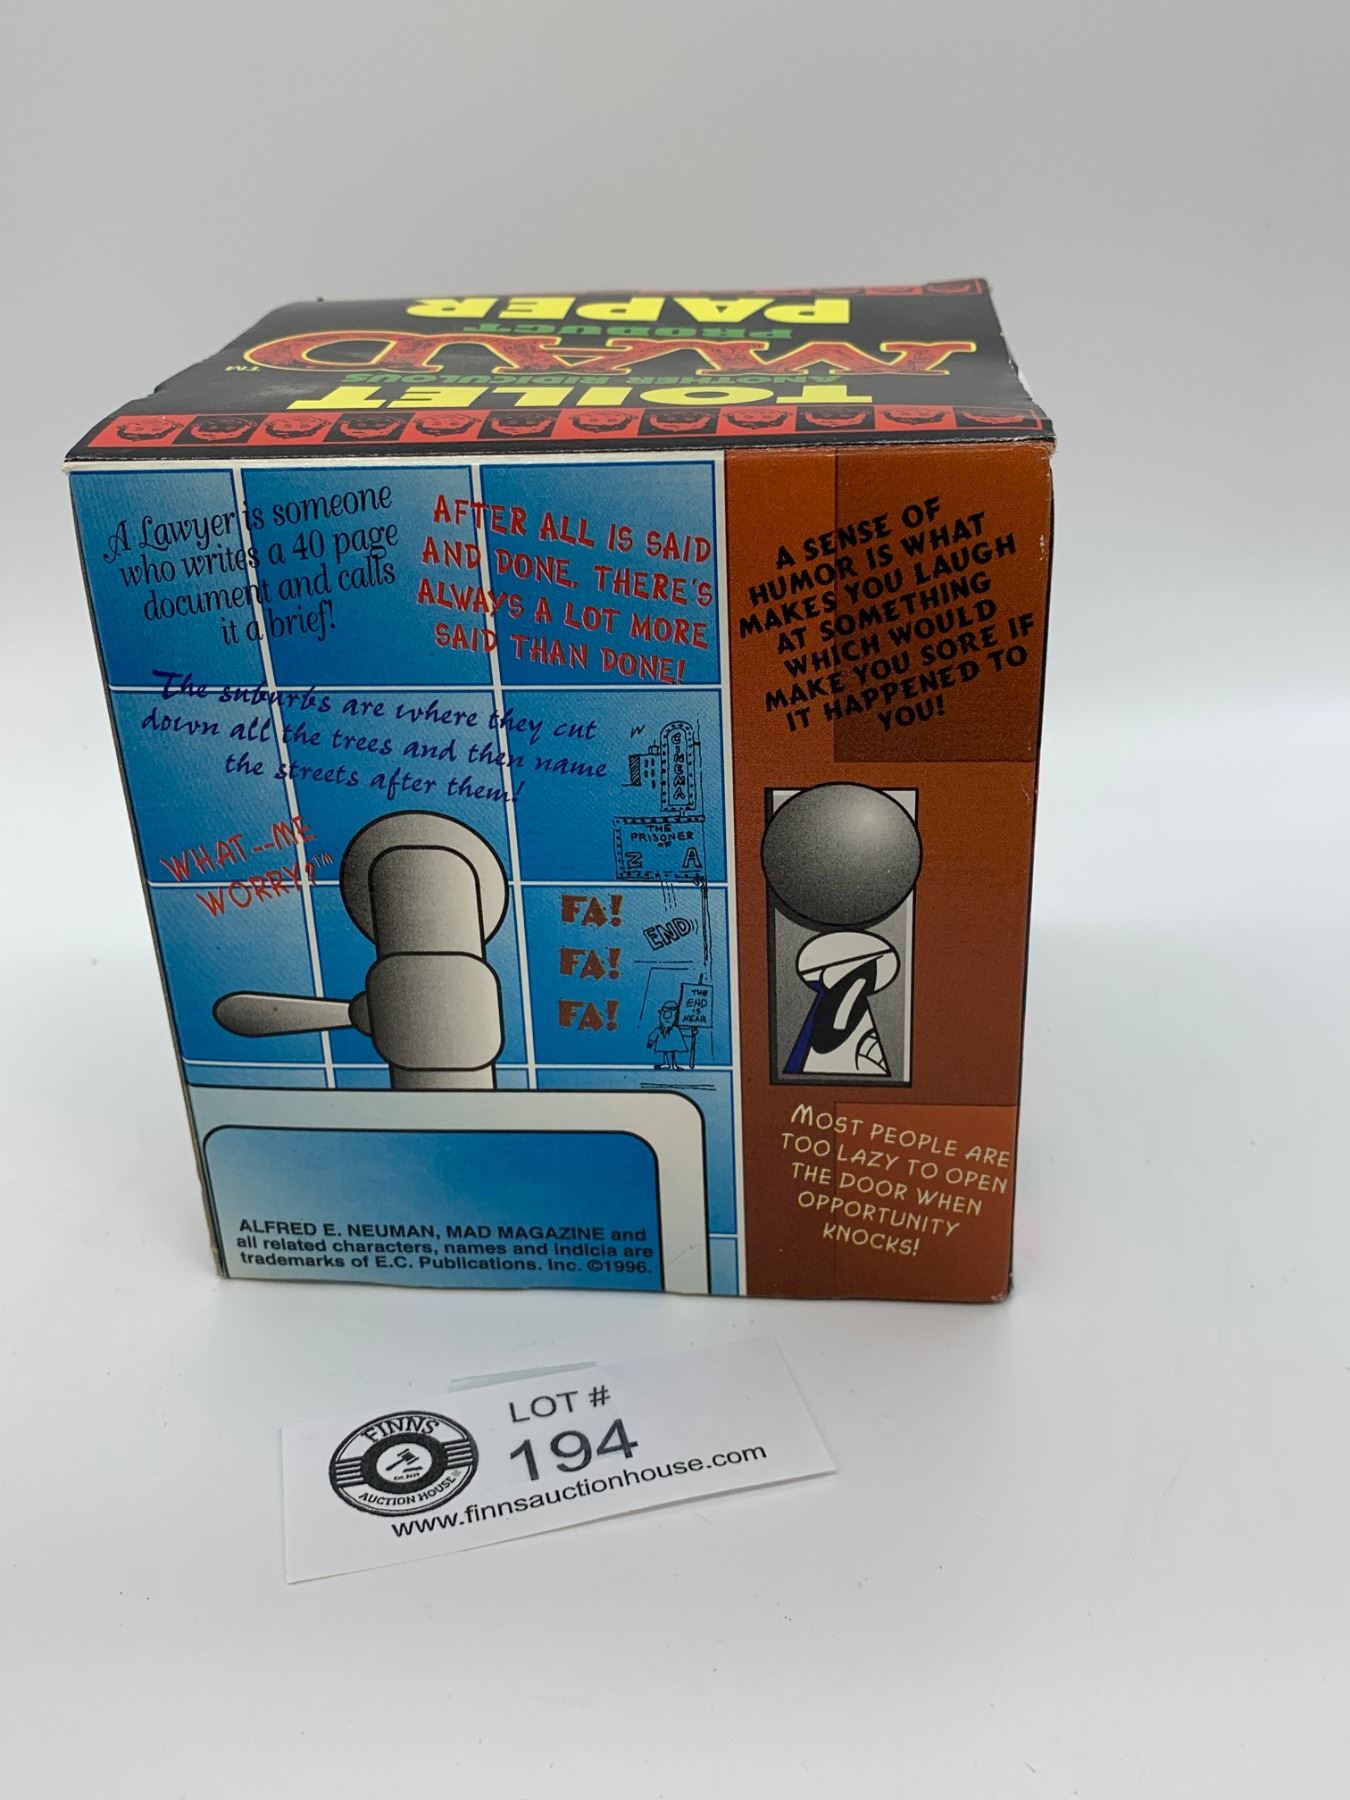 TOILET
ANOTHER RIDICULOUS
MAD™
PRODUCT
PAPER
A Lawyer is someone
who writes a 40 page
document and calls
it a brief!
AFTER ALL IS SAID
AND DONE, THERE'S
ALWAYS A LOT MORE
SAID THAN DONE!
The suburbs are where they cut
down all the trees and then name
the streets after them!
WHAT--ME
WORRY?™
CINEMA
THE
PRISONER
OF
Z A
FA!
FA!
FA!
END
THE
END
IS
NEAR
ALFRED E. NEUMAN, MAD MAGAZINE and
all related characters, names and indicia are
trademarks of E.C. Publications. Inc. ©1996.
A SENSE OF
HUMOR IS WHAT
MAKES YOU LAUGH
AT SOMETHING
WHICH WOULD
MAKE YOU SORE IF
IT HAPPENED TO
YOU!
MOST PEOPLE ARE
TOO LAZY TO OPEN
THE DOOR WHEN
OPPORTUNITY
KNOCKS!
FINNS
AUCTION HOUSE
LOT #
194
www.finnsauctionhouse.com